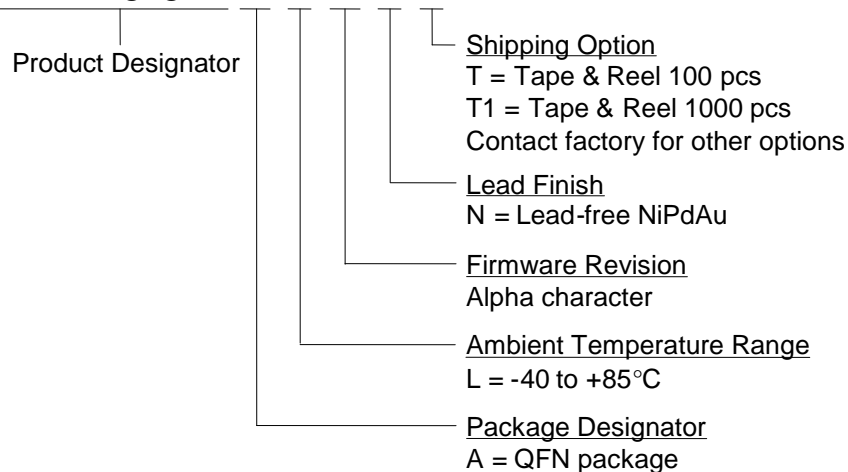 Product Designator
Shipping Option
T = Tape & Reel 100 pcs
T1 = Tape & Reel 1000 pcs
Contact factory for other options
Lead Finish
N = Lead-free NiPdAu
Firmware Revision
Alpha character
Ambient Temperature Range
L = -40 to +85°C
Package Designator
A = QFN package